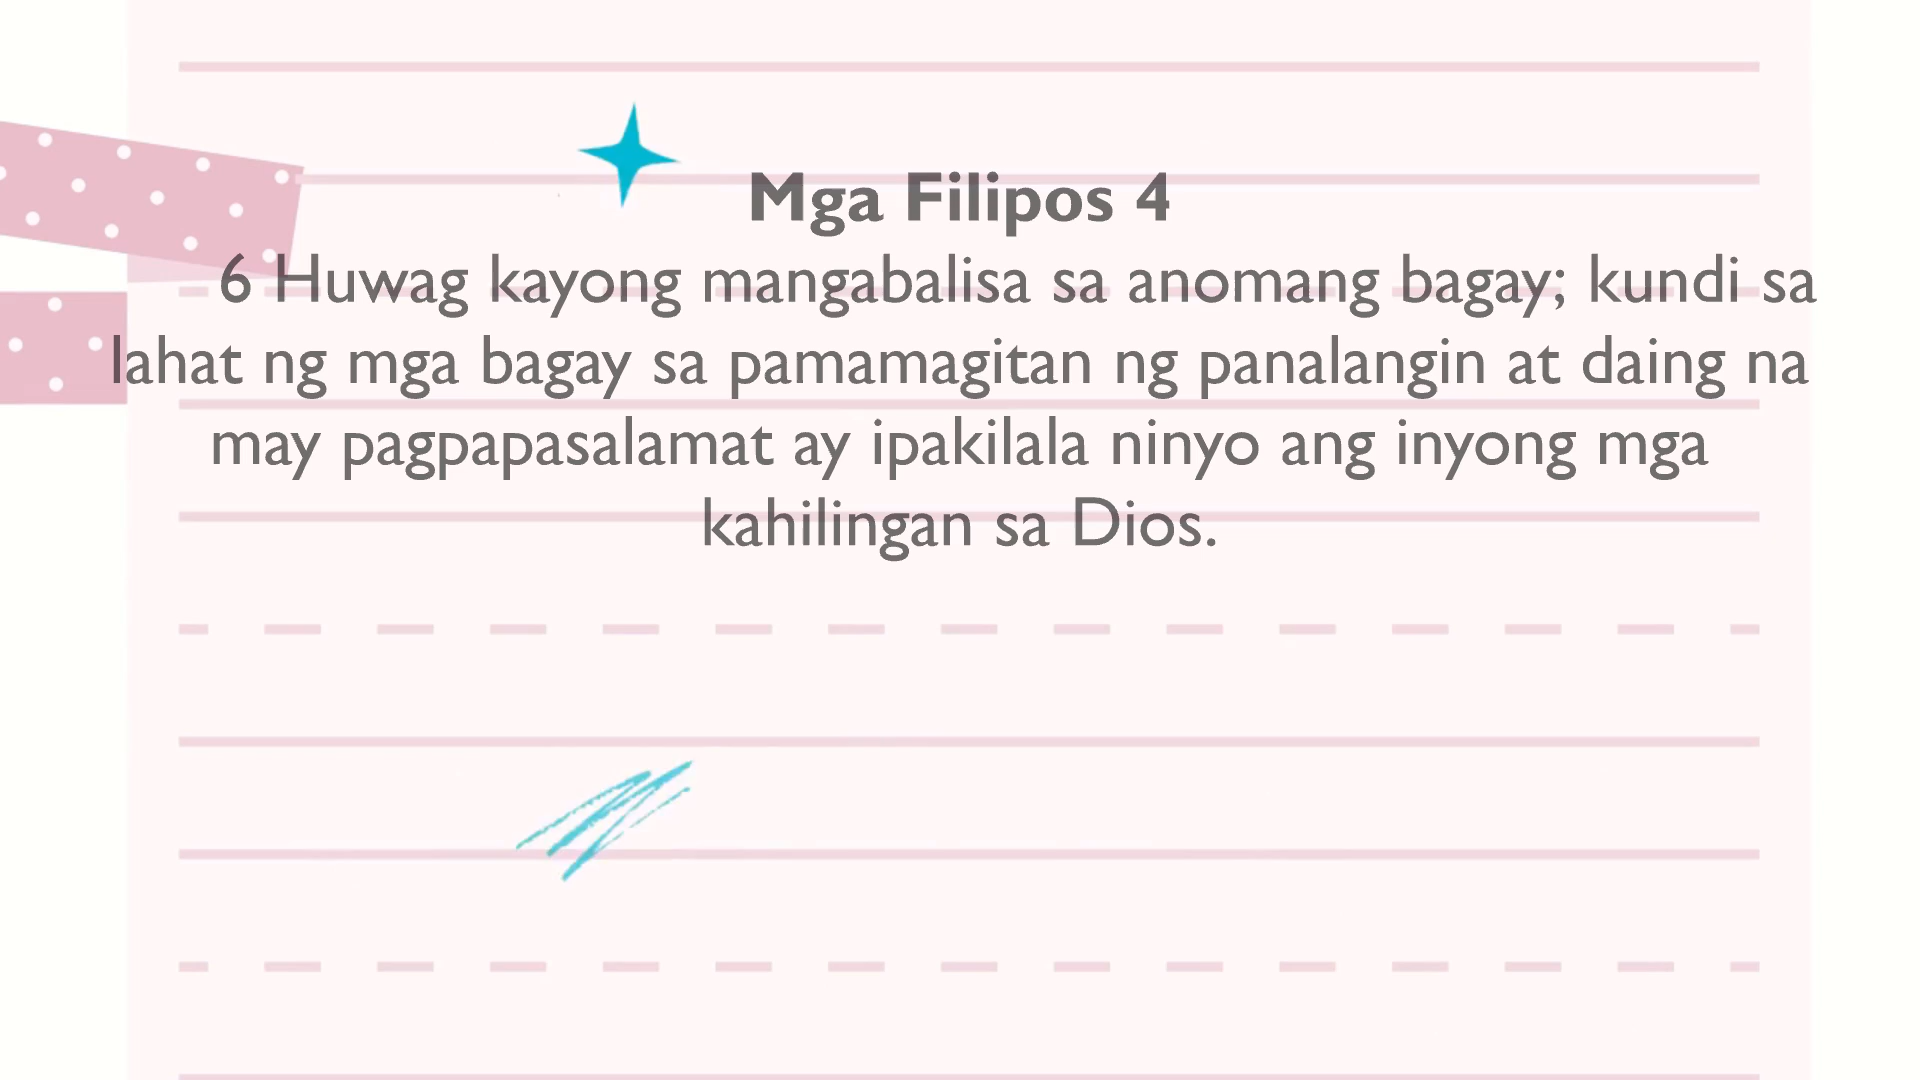 Mga Filipos 4
6 Huwag kayong mangabalisa sa anomang bagay; kundi sa
lahat ng mga bagay sa pamamagitan ng panalangin at daing na
may pagpapasalamat ay ipakilala ninyo ang inyong mga
kahilingan sa Dios.